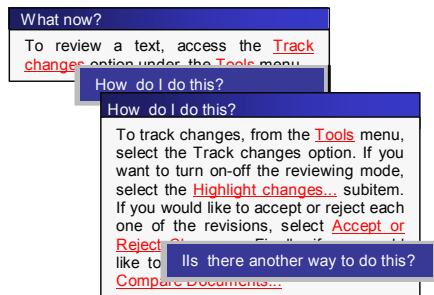 What now?
To review a text, access the Track
changes option under the Tools menu
How do I do this?
How do I do this?
To track changes, from the Tools menu,
select the Track changes option. If you
want to turn on-off the reviewing mode,
select the Highlight changes... subitem.
If you would like to accept or reject each
one of the revisions, select Accept or
Reject
like to
IIs there another way to do this?
Compare Documents...